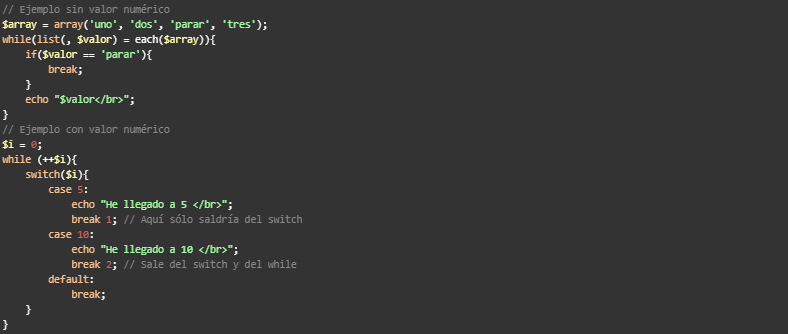 // Ejemplo sin valor numérico
$array = array('uno', 'dos', 'parar', 'tres');
while(list(, $valor) = each($array)){
    if($valor == 'parar'){
        break;
    }
    echo "$valor</br>";
}
// Ejemplo con valor numérico
$i = 0;
while (++$i){
    switch($i){
        case 5:
            echo "He llegado a 5 </br>";
            break 1; // Aquí sólo saldría del switch
        case 10:
            echo "He llegado a 10 </br>";
            break 2; // Sale del switch y del while
        default:
            break;
    }
}